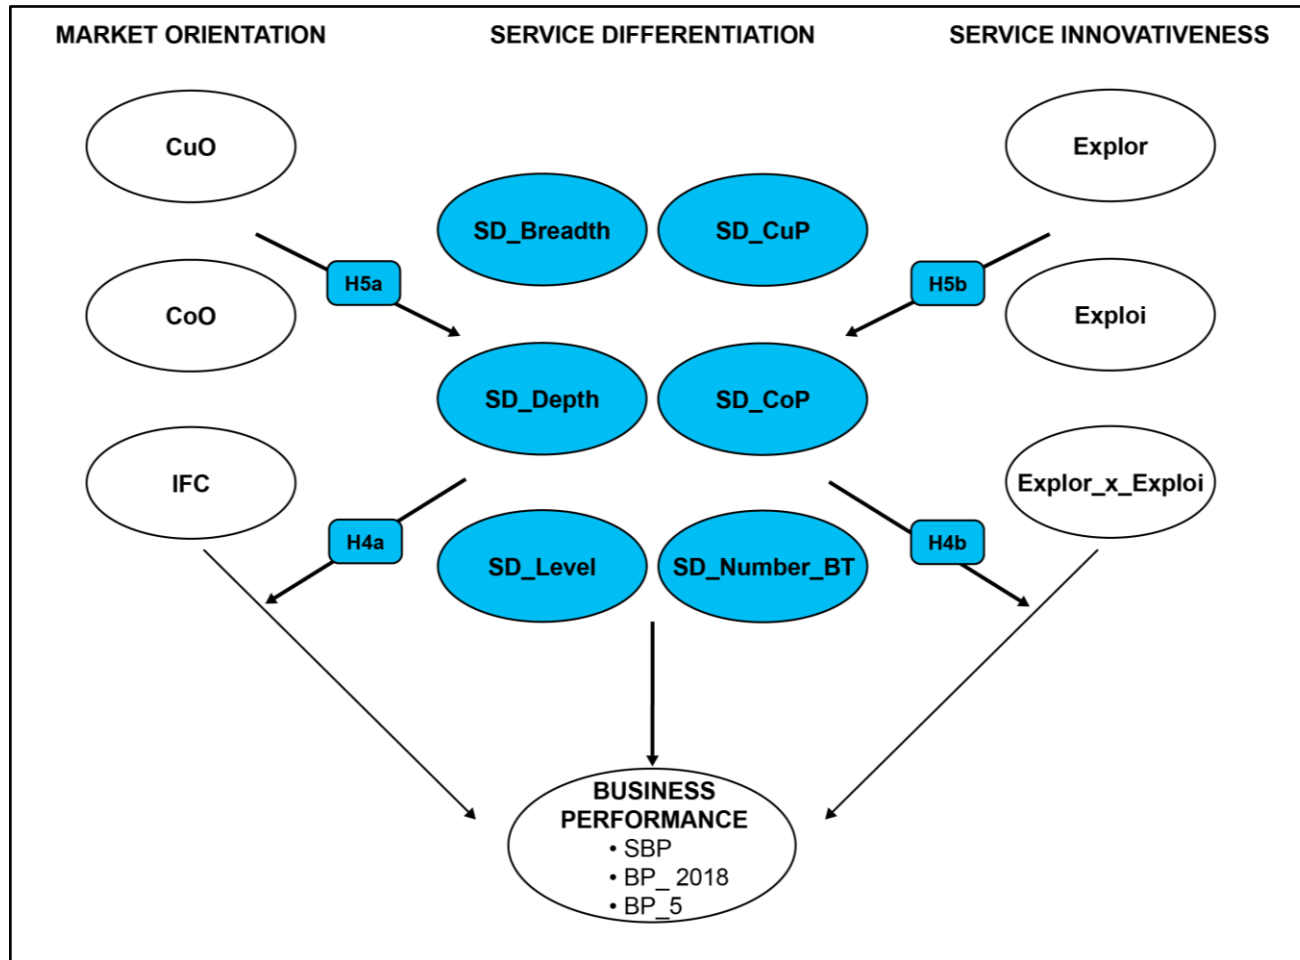 MARKET ORIENTATION
SERVICE DIFFERENTIATION
SERVICE INNOVATIVENESS
CuO
Explor
SD_Breadth
SD_CuP
H5a
H5b
CoO
Exploi
SD_Depth
SD_CoP
IFC
Explor_x_Exploi
H4a
H4b
SD_Level
SD_Number_BT
BUSINESS
PERFORMANCE
• SBP
• BP_ 2018
• BP_5